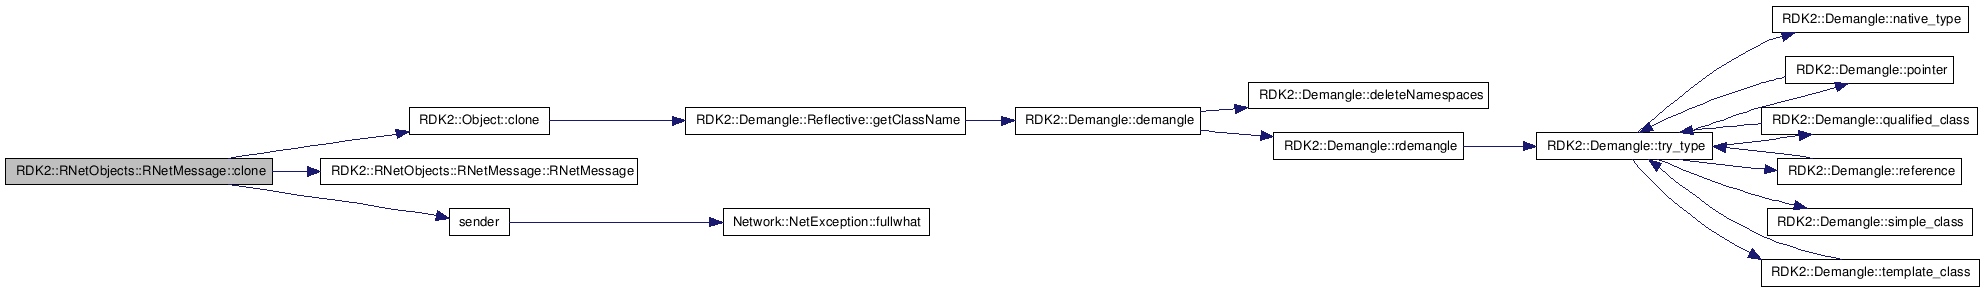 RDK2::RNetObjects::RNetMessage::clone
RDK2::Object::clone
RDK2::RNetObjects::RNetMessage::RNetMessage
sender
RDK2::Demangle::Reflective::getClassName
Network::NetException::fullwhat
RDK2::Demangle::demangle
RDK2::Demangle::deleteNamespaces
RDK2::Demangle::rdemangle
RDK2::Demangle::try_type
RDK2::Demangle::native_type
RDK2::Demangle::pointer
RDK2::Demangle::qualified_class
RDK2::Demangle::reference
RDK2::Demangle::simple_class
RDK2::Demangle::template_class